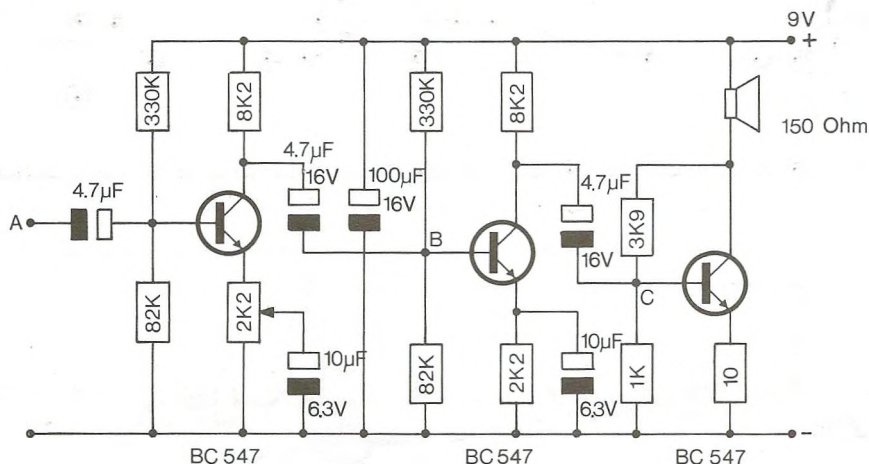 9V
+
330K
8K2
330K
8K2
150 Ohm
4.7µF
16V
100µF
16V
4.7µF
16V
4.7µF
A
B
3K9
C
82K
2K2
10µF
6.3V
82K
2K2
10µF
6.3V
1K
10
−
BC 547
BC 547
BC 547